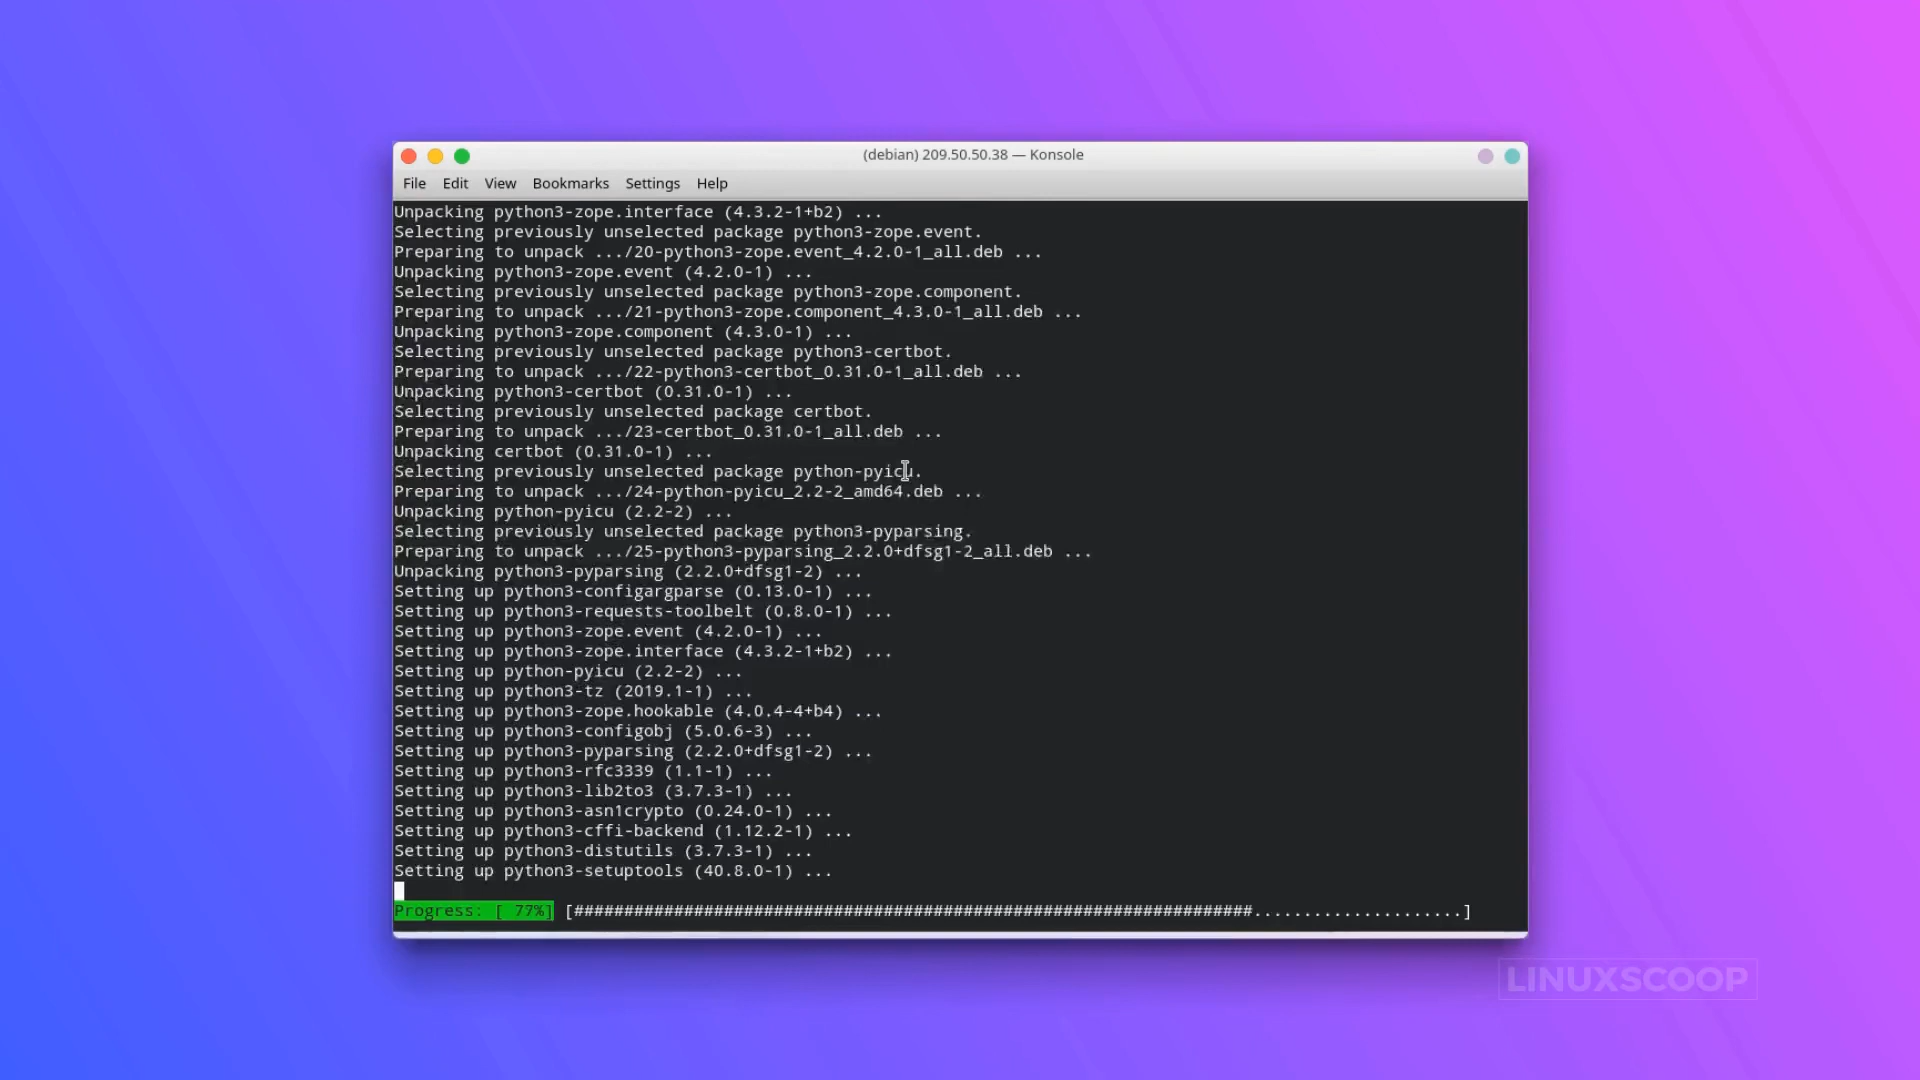 (debian) 209.50.50.38 — Konsole
File Edit View Bookmarks Settings Help
Unpacking python3-zope.interface (4.3.2-1+b2) ...
Selecting previously unselected package python3-zope.event.
Preparing to unpack .../20-python3-zope.event_4.2.0-1_all.deb ...
Unpacking python3-zope.event (4.2.0-1) ...
Selecting previously unselected package python3-zope.component.
Preparing to unpack .../21-python3-zope.component_4.3.0-1_all.deb ...
Unpacking python3-zope.component (4.3.0-1) ...
Selecting previously unselected package python3-certbot.
Preparing to unpack .../22-python3-certbot_0.31.0-1_all.deb ...
Unpacking python3-certbot (0.31.0-1) ...
Selecting previously unselected package certbot.
Preparing to unpack .../23-certbot_0.31.0-1_all.deb ...
Unpacking certbot (0.31.0-1) ...
Selecting previously unselected package python-pyicu.
Preparing to unpack .../24-python-pyicu_2.2-2_amd64.deb ...
Unpacking python-pyicu (2.2-2) ...
Selecting previously unselected package python3-pyparsing.
Preparing to unpack .../25-python3-pyparsing_2.2.0+dfsg1-2_all.deb ...
Unpacking python3-pyparsing (2.2.0+dfsg1-2) ...
Setting up python3-configargparse (0.13.0-1) ...
Setting up python3-requests-toolbelt (0.8.0-1) ...
Setting up python3-zope.event (4.2.0-1) ...
Setting up python3-zope.interface (4.3.2-1+b2) ...
Setting up python-pyicu (2.2-2) ...
Setting up python3-tz (2019.1-1) ...
Setting up python3-zope.hookable (4.0.4-4+b4) ...
Setting up python3-configobj (5.0.6-3) ...
Setting up python3-pyparsing (2.2.0+dfsg1-2) ...
Setting up python3-rfc3339 (1.1-1) ...
Setting up python3-lib2to3 (3.7.3-1) ...
Setting up python3-asn1crypto (0.24.0-1) ...
Setting up python3-cffi-backend (1.12.2-1) ...
Setting up python3-distutils (3.7.3-1) ...
Setting up python3-setuptools (40.8.0-1) ...
Progress: [ 77%] [####################################################################.....................]
LINUXSCOOP